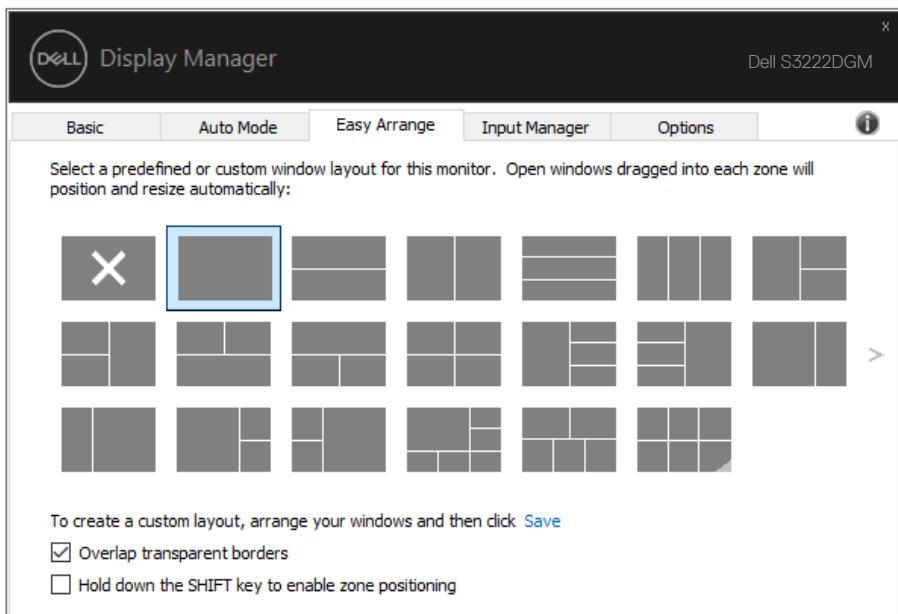 x
DELL Display Manager
Dell S3222DGM
Basic Auto Mode Easy Arrange Input Manager Options
Select a predefined or custom window layout for this monitor. Open windows dragged into each zone will
position and resize automatically:
>
To create a custom layout, arrange your windows and then click Save
Overlap transparent borders
Hold down the SHIFT key to enable zone positioning